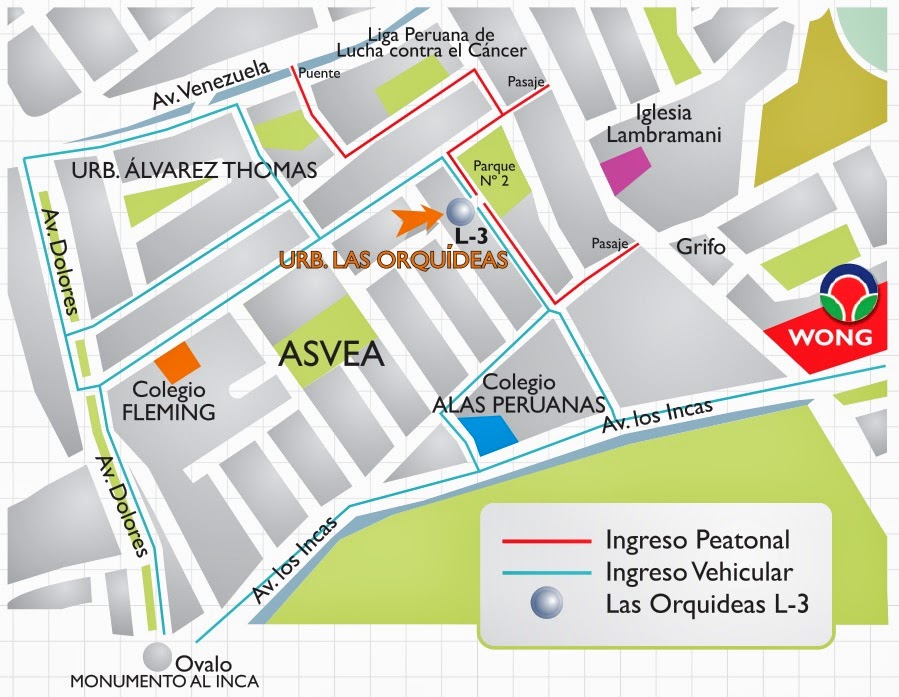 Liga Peruana de
Lucha contra el Cáncer
Puente
Pasaje
Av. Venezuela
Iglesia
Lambramani
URB. ÁLVAREZ THOMAS
Parque
Nº 2
Av. Dolores
L-3
URB. LAS ORQUÍDEAS
Pasaje
Grifo
WONG
ASVEA
Colegio
FLEMING
Colegio
ALAS PERUANAS
Av. los Incas
Av. Dolores
Av. los Incas
Ingreso Peatonal
Ingreso Vehicular
Las Orquideas L-3
Ovalo
MONUMENTO AL INCA